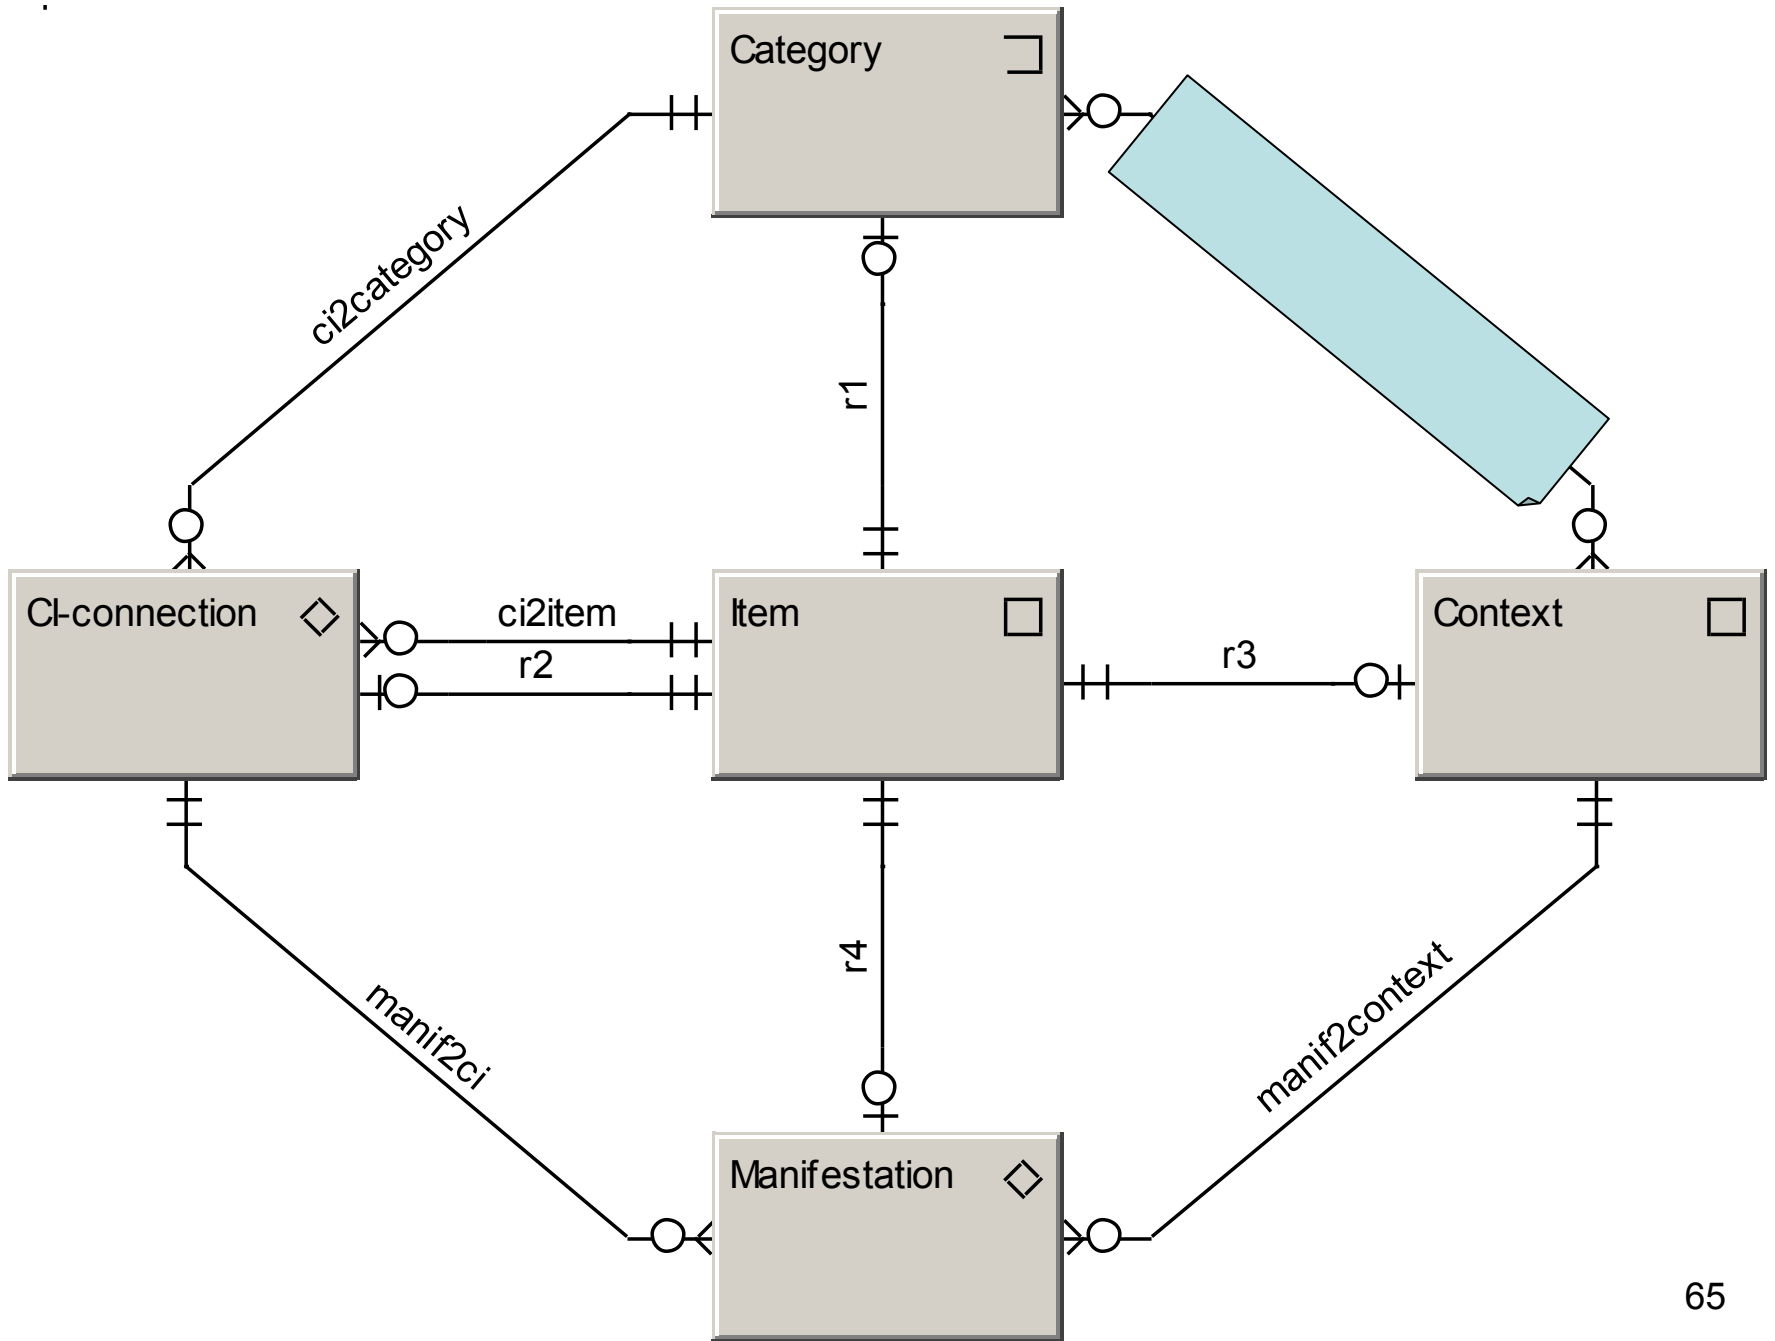 Category
ci2category
r1
CI-connection
ci2item
r2
Item
r3
Context
manif2ci
r4
manif2context
Manifestation
65